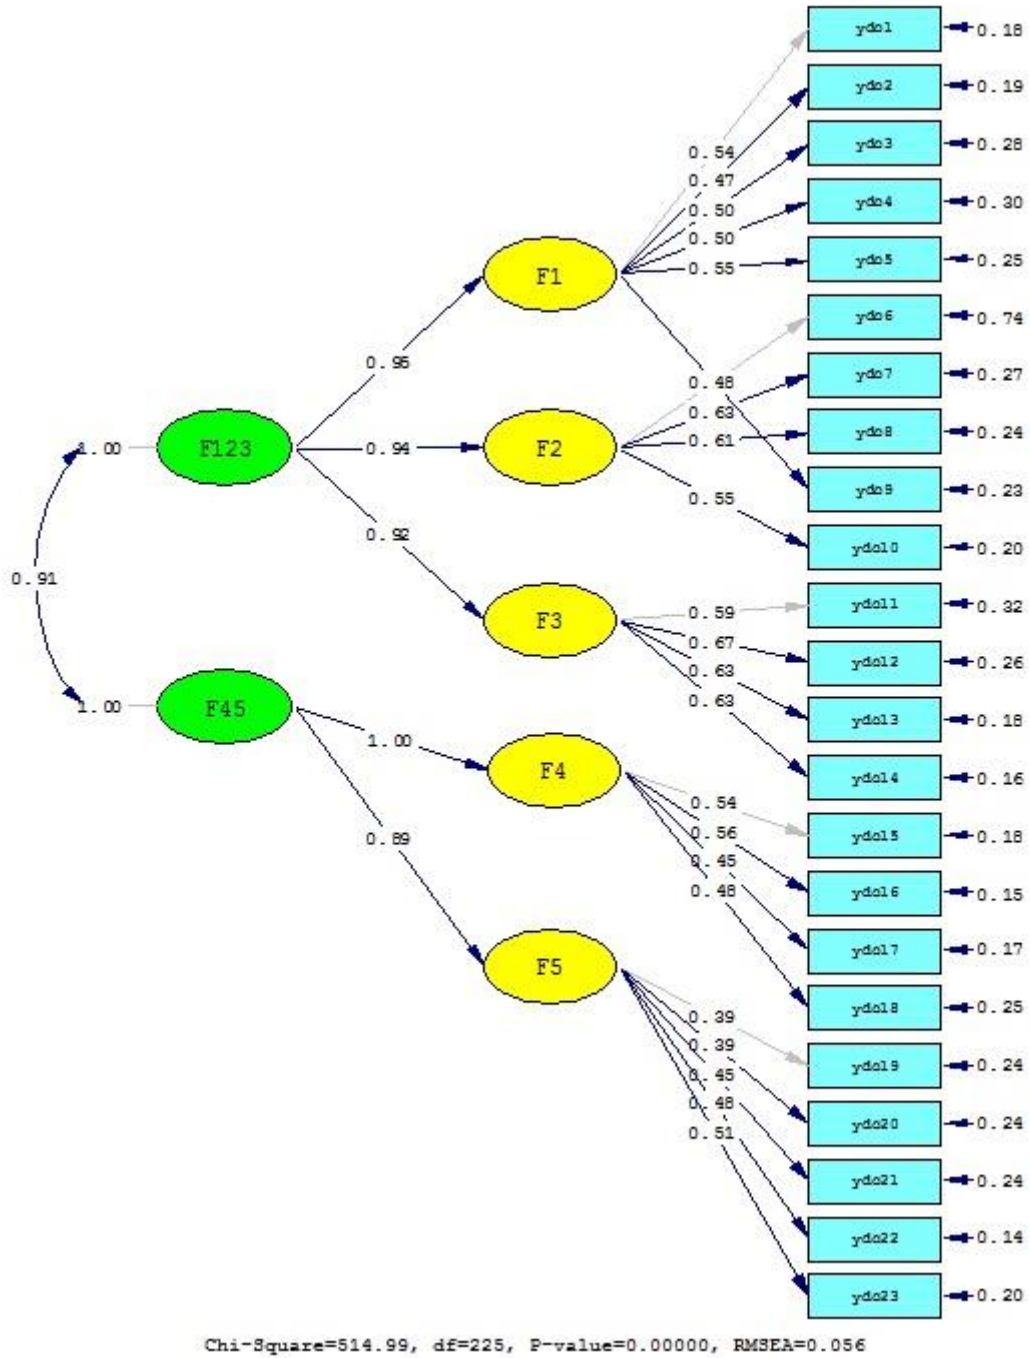 ydo1 0.18
ydo2 0.19
ydo3 0.28
0.54
0.47
ydo4 0.30
0.50
0.50
ydo5 0.25
0.55
F1
ydo6 0.74
0.95
ydo7 0.27
0.48
0.63
ydo8 0.24
0.61
1.00 F123 0.94 F2
ydo9 0.23
0.55
0.92
ydo10 0.20
0.91
ydo11 0.32
0.59
F3
0.67
ydo12 0.26
0.63
0.63
1.00 F45
ydo13 0.18
1.00
F4
ydo14 0.16
0.54
0.56
0.89
ydo15 0.18
0.45
0.48
ydo16 0.15
ydo17 0.17
F5
ydo18 0.25
0.39
0.39
ydo19 0.24
0.45
0.48
ydo20 0.24
0.51
ydo21 0.24
ydo22 0.14
ydo23 0.20
Chi-Square=514.99, df=225, P-value=0.00000, RMSEA=0.056